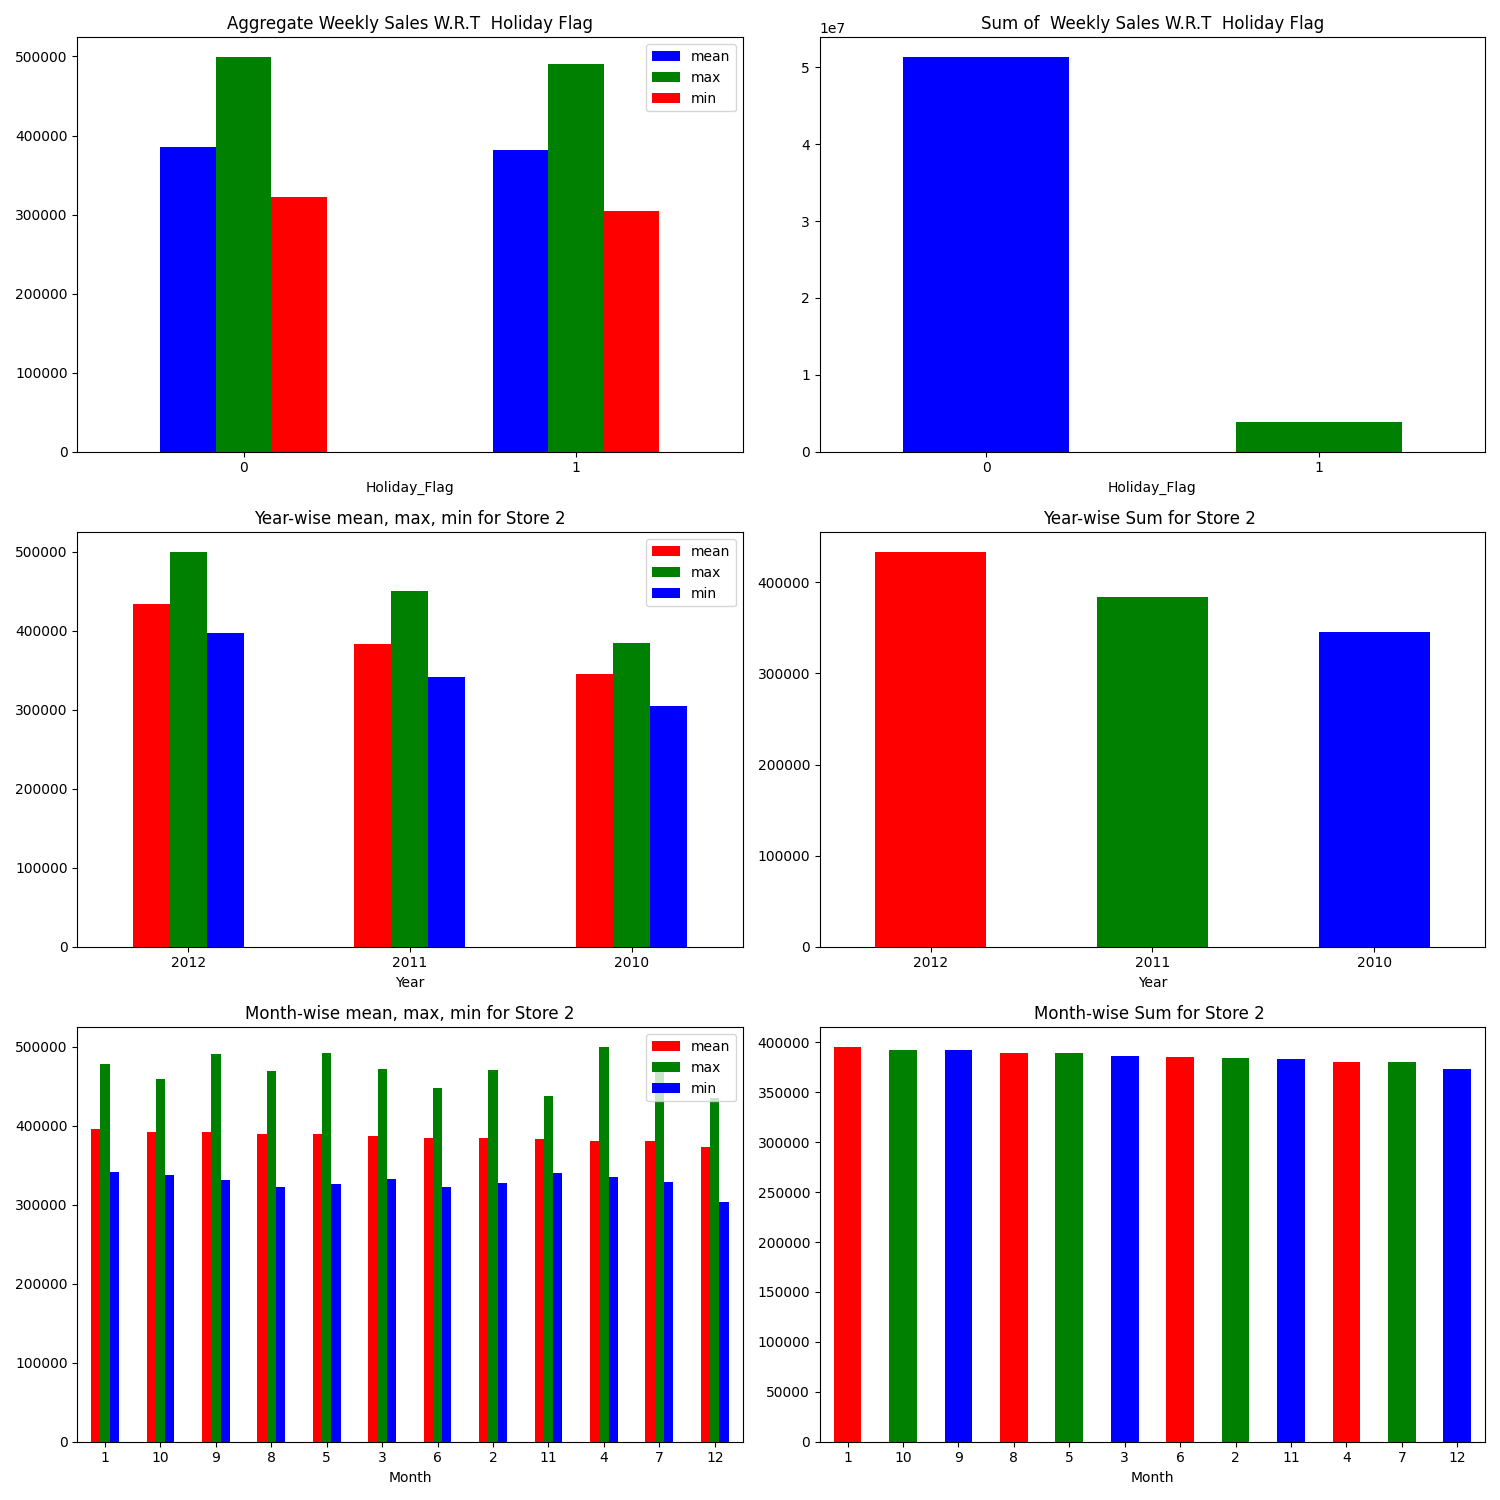 Aggregate Weekly Sales W.R.T  Holiday Flag
500000
400000
300000
200000
100000
0
mean
max
min
0 1
Holiday_Flag
Sum of  Weekly Sales W.R.T  Holiday Flag
1e7
5
4
3
2
1
0
0 1
Holiday_Flag
Year-wise mean, max, min for Store 2
500000
400000
300000
200000
100000
0
mean
max
min
2012 2011 2010
Year
Year-wise Sum for Store 2
400000
300000
200000
100000
0
2012 2011 2010
Year
Month-wise mean, max, min for Store 2
500000
400000
300000
200000
100000
0
mean
max
min
1 10 9 8 5 3 6 2 11 4 7 12
Month
Month-wise Sum for Store 2
400000
350000
300000
250000
200000
150000
100000
50000
0
1 10 9 8 5 3 6 2 11 4 7 12
Month